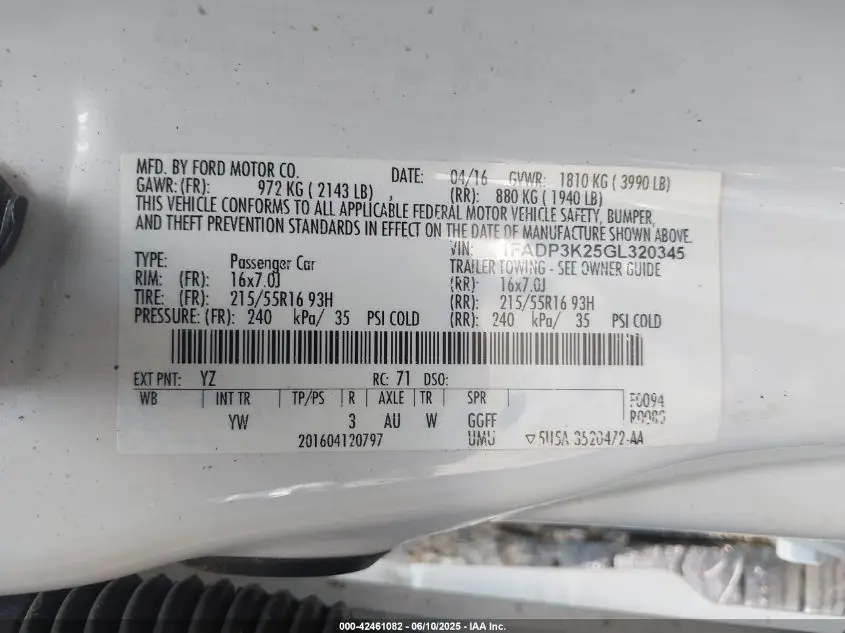 MFD. BY FORD MOTOR CO. DATE: 04/16 GVWR: 1810 KG ( 3990 LB)
GAWR: (FR): 972 KG ( 2143 LB) (RR): 880 KG ( 1940 LB)
THIS VEHICLE CONFORMS TO ALL APPLICABLE FEDERAL MOTOR VEHICLE SAFETY, BUMPER,
AND THEFT PREVENTION STANDARDS IN EFFECT ON THE DATE OF MANUFACTURE SHOWN ABOVE.
VIN: 1FADP3K25GL320345
TYPE: Passenger Car TRAILER TOWING - SEE OWNER GUIDE
RIM: (FR): 16x7.0J (RR): 16x7.0J
TIRE: (FR): 215/55R16 93H (RR): 215/55R16 93H
PRESSURE: (FR): 240 kPa/ 35 PSI COLD (RR): 240 kPa/ 35 PSI COLD
EXT PNT: YZ RC: 71 DSO:
WB INT TR TP/PS R AXLE TR SPR
YW 3 AU W GGFF
201604120797 UMU
000-42461082 - 06/10/2025 - IAA Inc.